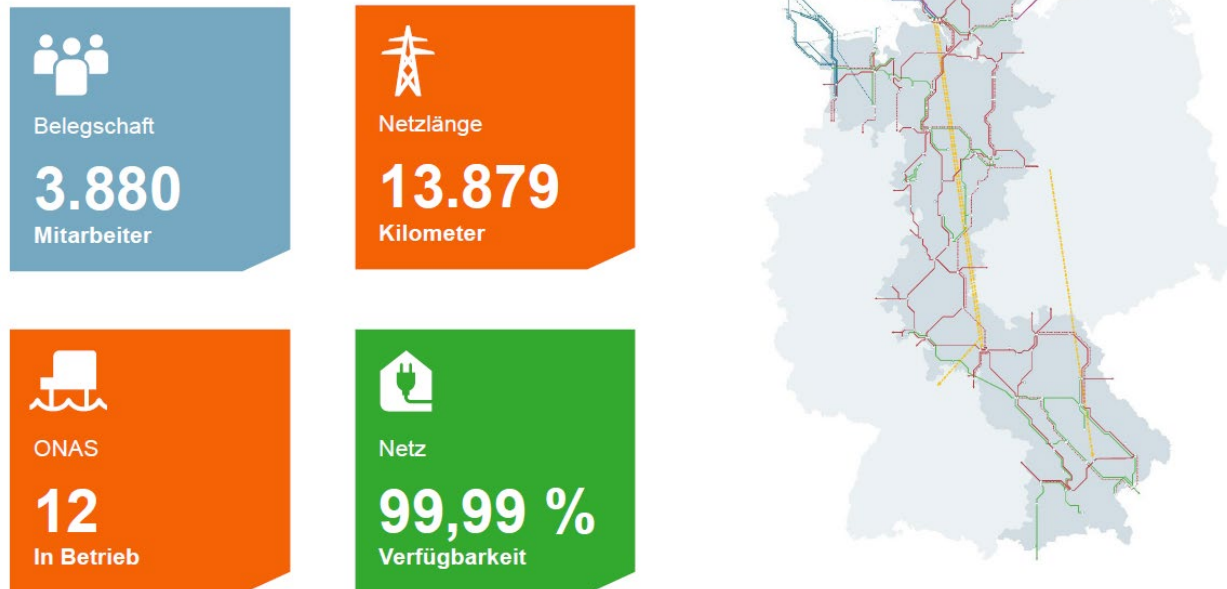 Belegschaft
3.880
Mitarbeiter
Netzlänge
13.879
Kilometer
ONAS
12
In Betrieb
Netz
99,99 %
Verfügbarkeit